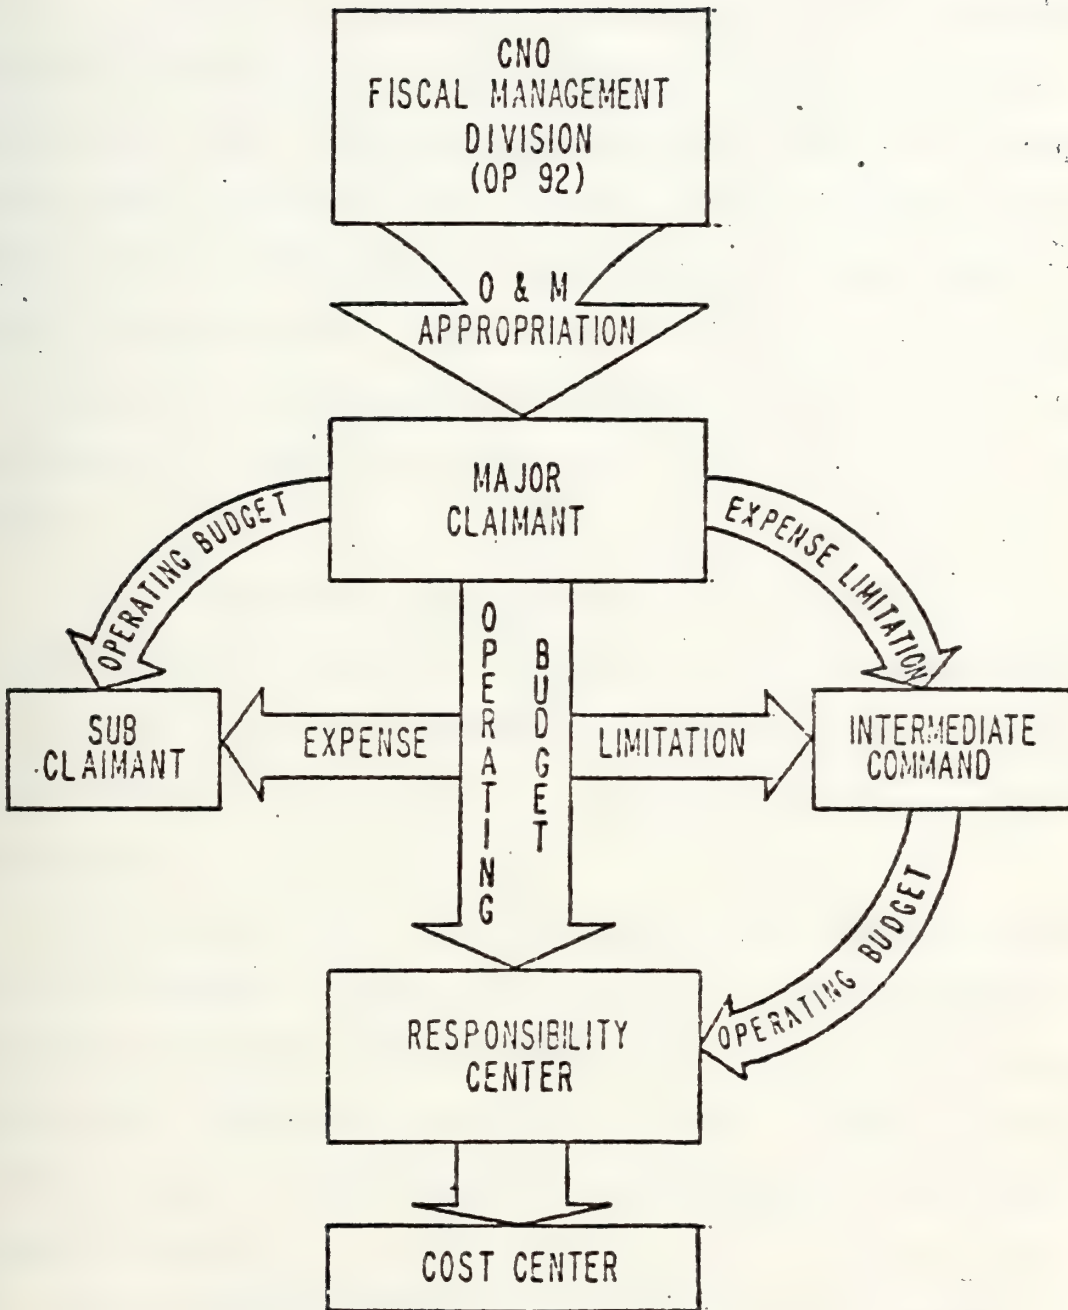 CNO
FISCAL MANAGEMENT
DIVISION
(OP 92)
O & M
APPROPRIATION
MAJOR
CLAIMANT
OPERATING BUDGET
EXPENSE LIMITATION
OPERATING
BUDGET
SUB
CLAIMANT
EXPENSE
LIMITATION
INTERMEDIATE
COMMAND
OPERATING BUDGET
RESPONSIBILITY
CENTER
COST CENTER